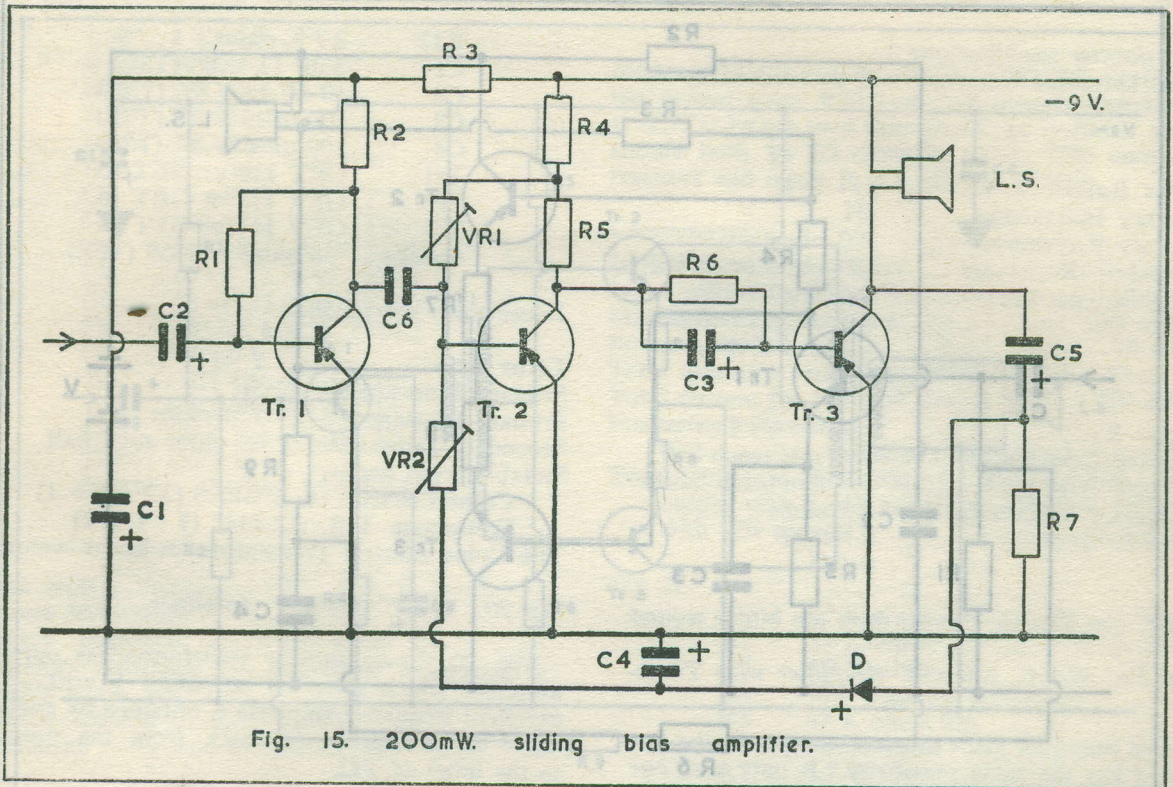 R3
−9 V.
R2
R4
L.S.
R1
VR1
R5
R6
C2
+
C6
C3
+
C5
+
Tr. 1
Tr. 2
Tr. 3
VR2
C1
+
R7
C4
+
D
+
Fig. 15. 200mW. sliding bias amplifier.